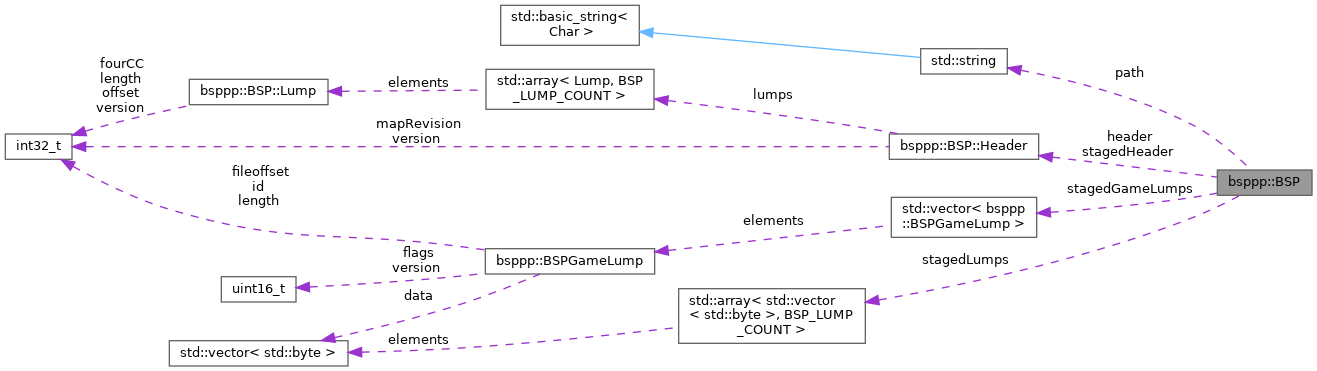 std::basic_string<
Char >
std::string
path
fourCC
length
offset
version
bsppp::BSP::Lump
elements
std::array< Lump, BSP
_LUMP_COUNT >
lumps
int32_t
mapRevision
version
bsppp::BSP::Header
header
stagedHeader
bsppp::BSP
fileoffset
id
length
stagedGameLumps
std::vector< bsppp
::BSPGameLump >
elements
bsppp::BSPGameLump
flags
version
uint16_t
data
stagedLumps
std::array< std::vector
< std::byte >, BSP_LUMP
_COUNT >
elements
std::vector< std::byte >